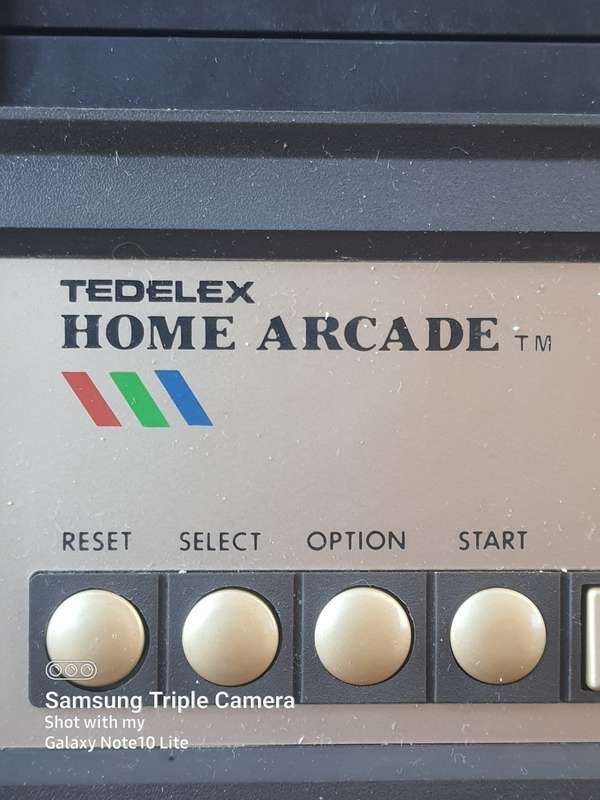 TEDELEX
HOME ARCADE TM
RESET SELECT OPTION START
Samsung Triple Camera
Shot with my
Galaxy Note10 Lite